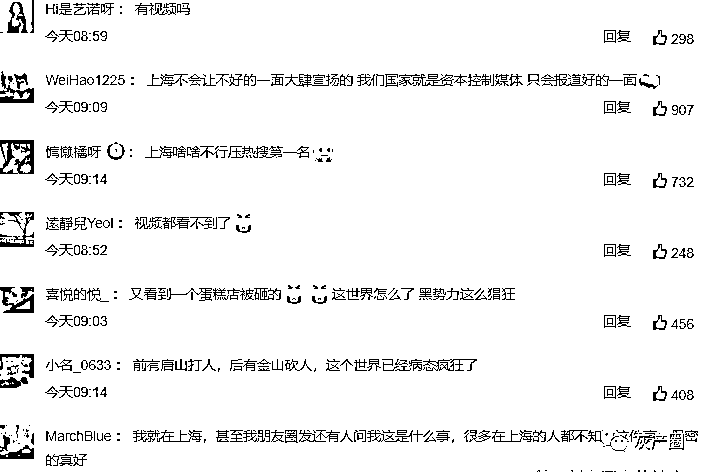 Hi是艺诺呀： 有视频吗
今天08:59 回复 298
WeiHao1225： 上海不会让不好的一面大肆宣扬的 我们国家就是资本控制媒体 只会报道好的一面
今天09:09 回复 907
慵懒橘呀 ： 上海啥啥不行压热搜第一名
今天09:14 回复 732
远靜兒Yeol： 视频都看不到了
今天08:52 回复 248
喜悦的悦_： 又看到一个蛋糕店被砸的 这世界怎么了 黑势力这么猖狂
今天09:03 回复 456
小名_0633： 前有唐山打人，后有金山砍人，这个世界已经病态疯狂了
今天09:14 回复 408
MarchBlue： 我就在上海，甚至我朋友圈发还有人问我这是什么事，很多在上海的人都不知
的真好
灰产圈